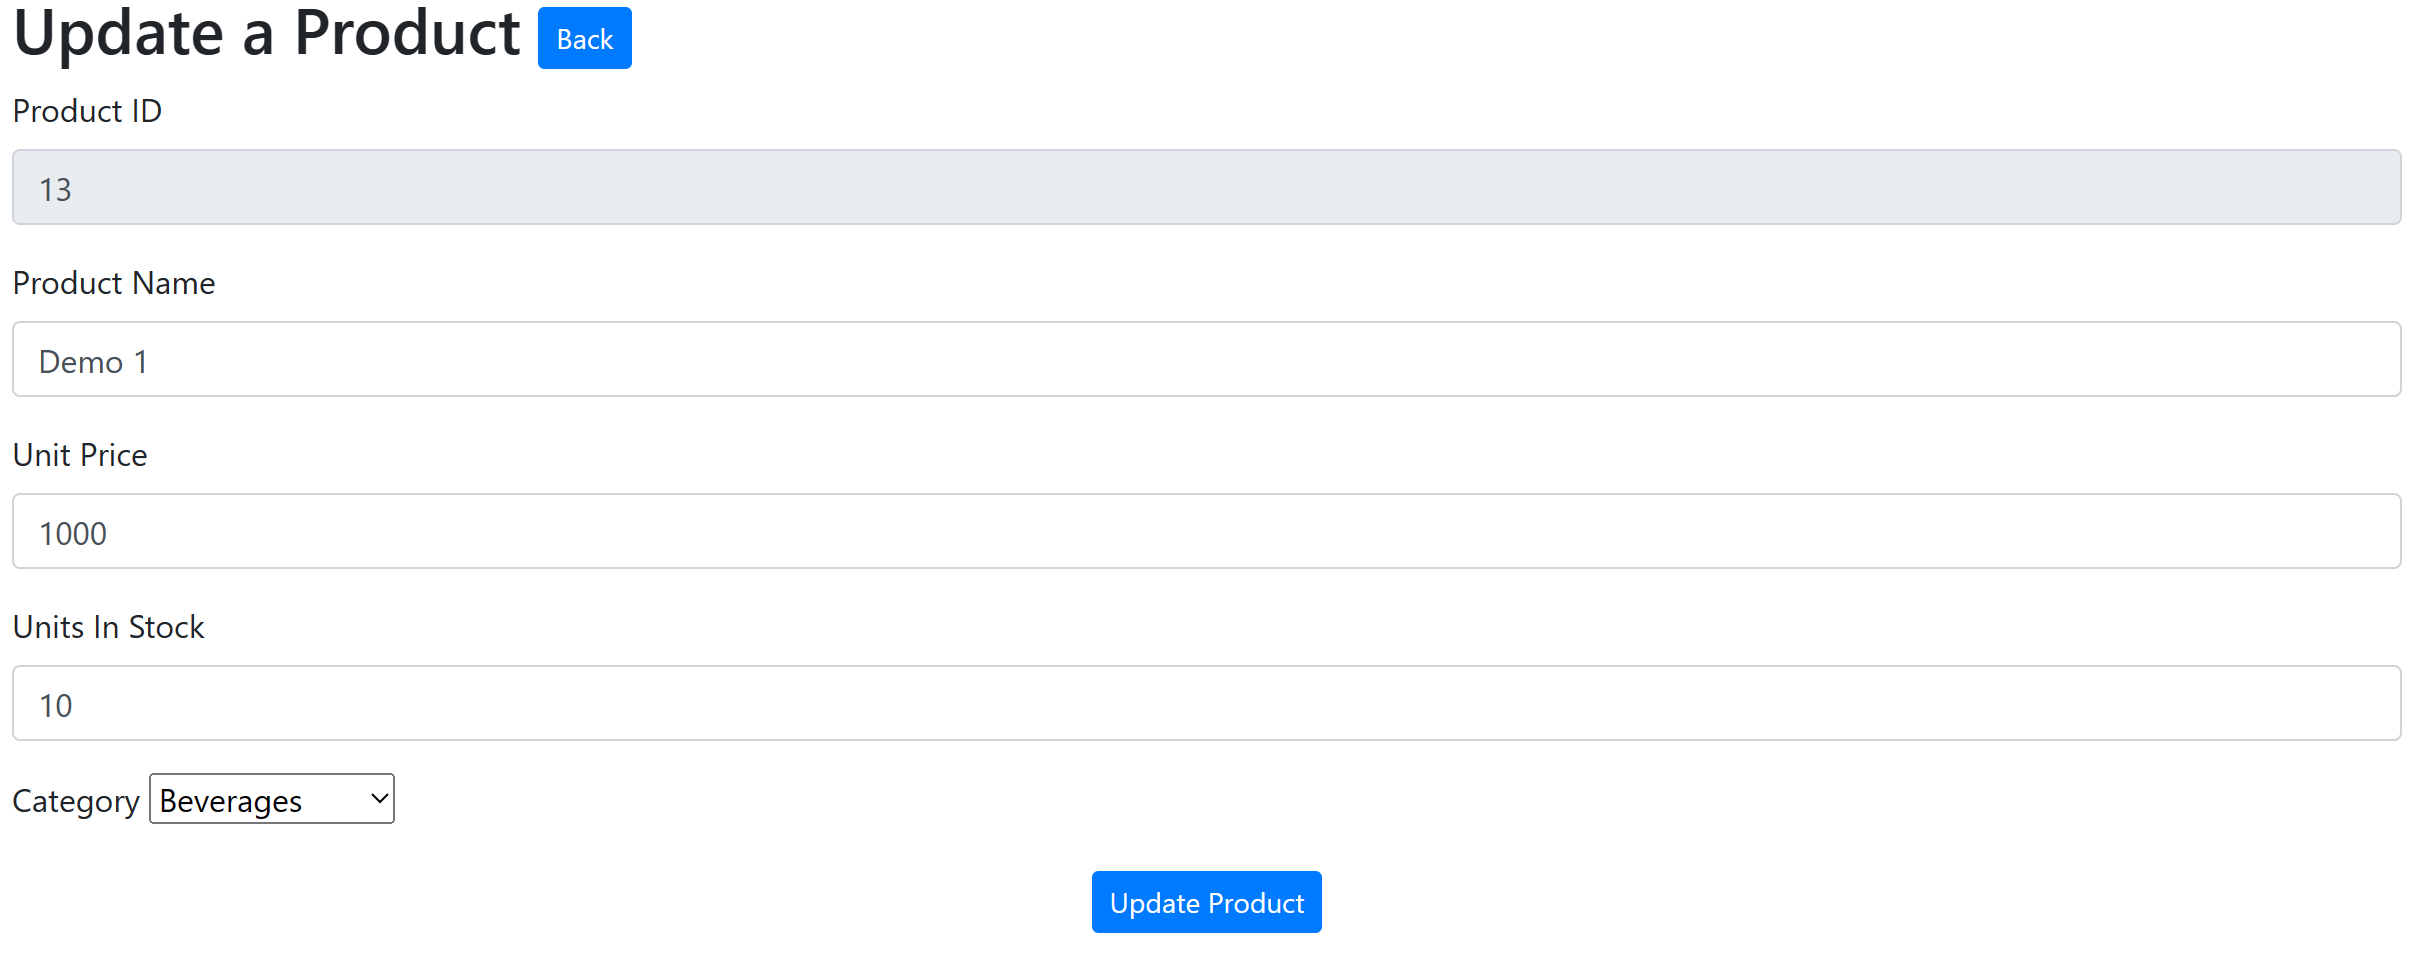 Update a Product Back
Product ID
13
Product Name
Demo 1
Unit Price
1000
Units In Stock
10
Category Beverages
Update Product